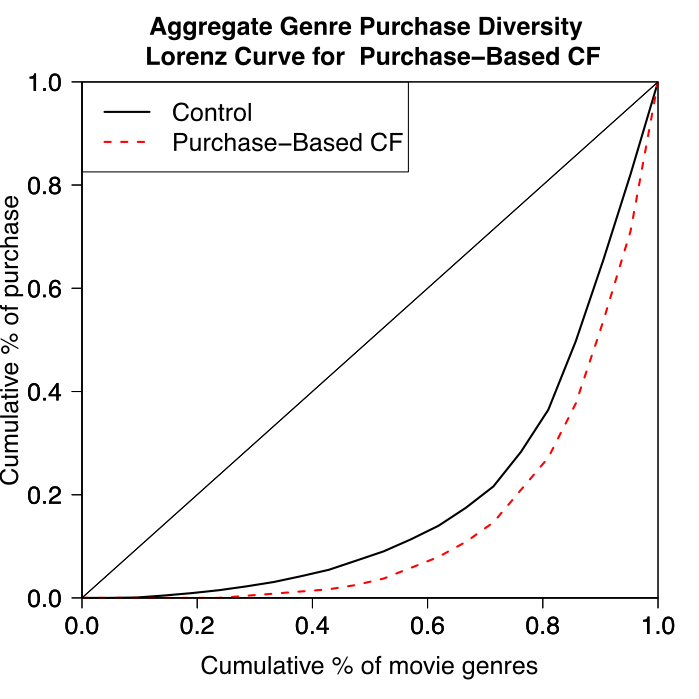 Aggregate Genre Purchase Diversity
Lorenz Curve for  Purchase−Based CF
Control
Purchase−Based CF
Cumulative % of purchase
1.0
0.8
0.6
0.4
0.2
0.0
0.0 0.2 0.4 0.6 0.8 1.0
Cumulative % of movie genres